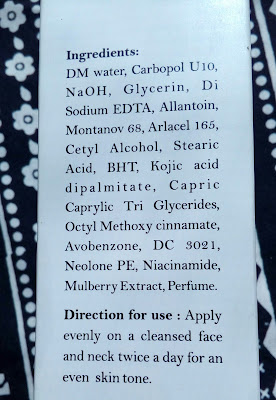 Ingredients:
DM water, Carbopol U10,
NaOH, Glycerin, Di
Sodium EDTA, Allantoin,
Montanov 68, Arlacel 165,
Cetyl Alcohol, Stearic
Acid, BHT, Kojic acid
dipalmitate, Capric
Caprylic Tri Glycerides,
Octyl Methoxy cinnamate,
Avobenzone, DC 3021,
Neolone PE, Niacinamide,
Mulberry Extract, Perfume.
Direction for use : Apply
evenly on a cleansed face
and neck twice a day for an
even skin tone.